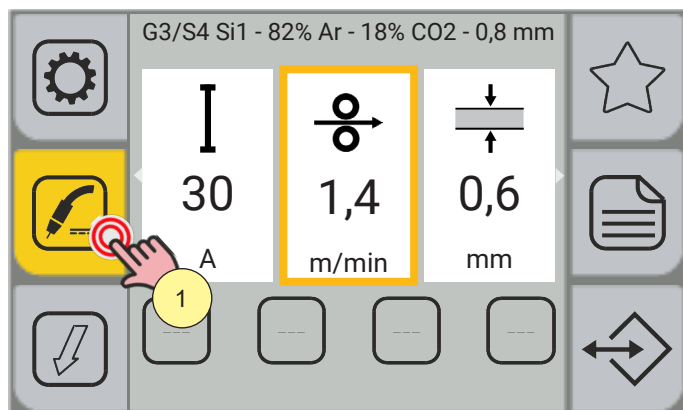 G3/S4 Si1 - 82% Ar - 18% CO2 - 0,8 mm
30 1,4 0,6
A m/min mm
1
--- --- --- ---